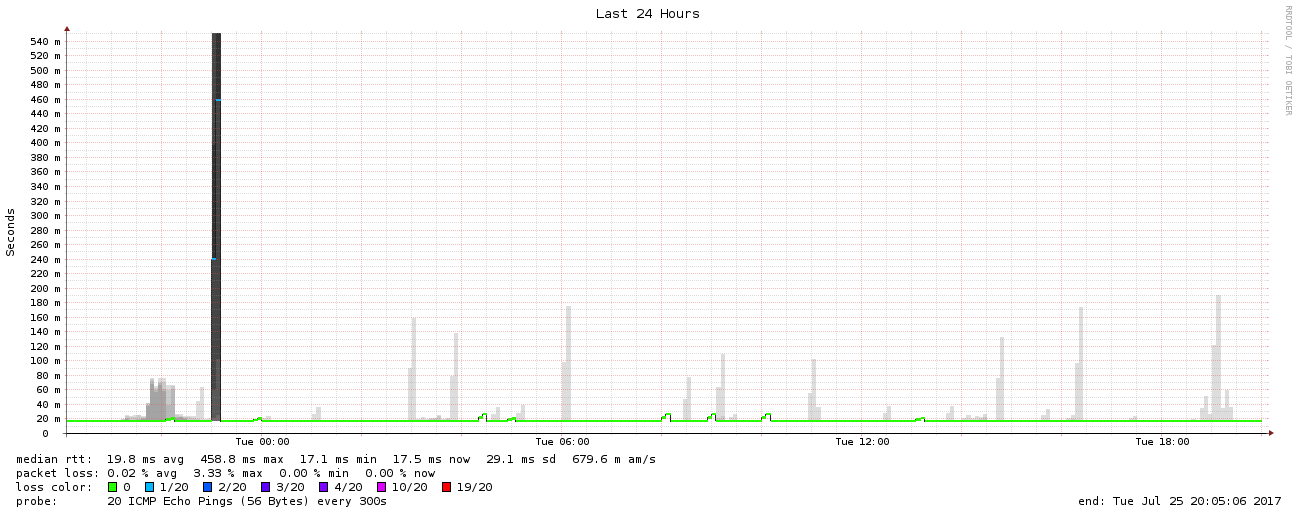 Last 24 Hours
RRDTOOL / TOBI OETIKER
Seconds
540 m
520 m
500 m
480 m
460 m
440 m
420 m
400 m
380 m
360 m
340 m
320 m
300 m
280 m
260 m
240 m
220 m
200 m
180 m
160 m
140 m
120 m
100 m
80 m
60 m
40 m
20 m
0
Tue 00:00 Tue 06:00 Tue 12:00 Tue 18:00
median rtt: 19.8 ms avg 458.8 ms max 17.1 ms min 17.5 ms now 29.1 ms sd 679.6 m am/s
packet loss: 0.02 % avg 3.33 % max 0.00 % min 0.00 % now
loss color: 0 1/20 2/20 3/20 4/20 10/20 19/20
probe: 20 ICMP Echo Pings (56 Bytes) every 300s end: Tue Jul 25 20:05:06 2017